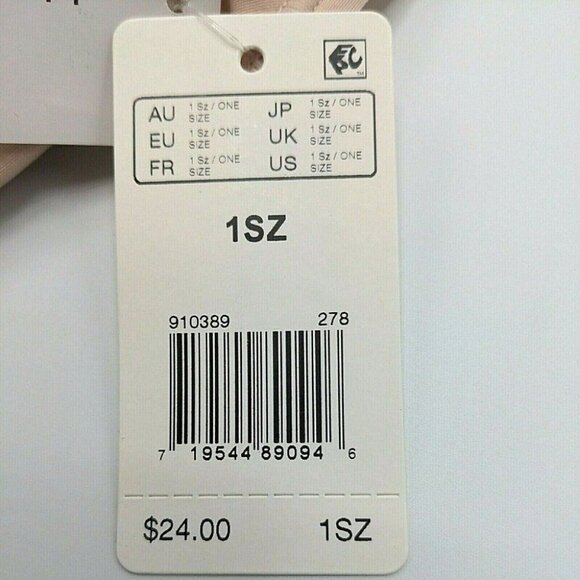 AU 1 Sz / ONE SIZE JP 1 Sz / ONE SIZE
EU 1 Sz / ONE SIZE UK 1 Sz / ONE SIZE
FR 1 Sz / ONE SIZE US 1 Sz / ONE SIZE
1SZ
910389 278
7 19544 89094 6
$24.00 1SZ